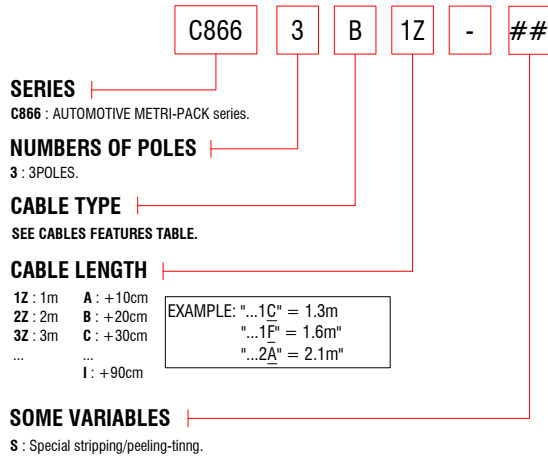 C866 3 B 1Z - ##
SERIES
C866 : AUTOMOTIVE METRI-PACK series.
NUMBERS OF POLES
3 : 3POLES.
CABLE TYPE
SEE CABLES FEATURES TABLE.
CABLE LENGTH
1Z : 1m A : +10cm
2Z : 2m B : +20cm
3Z : 3m C : +30cm
... ...
I : +90cm
EXAMPLE: "...1C" = 1.3m
"...1F" = 1.6m
"...2A" = 2.1m"
SOME VARIABLES
S : Special stripping/peeling-tinng.